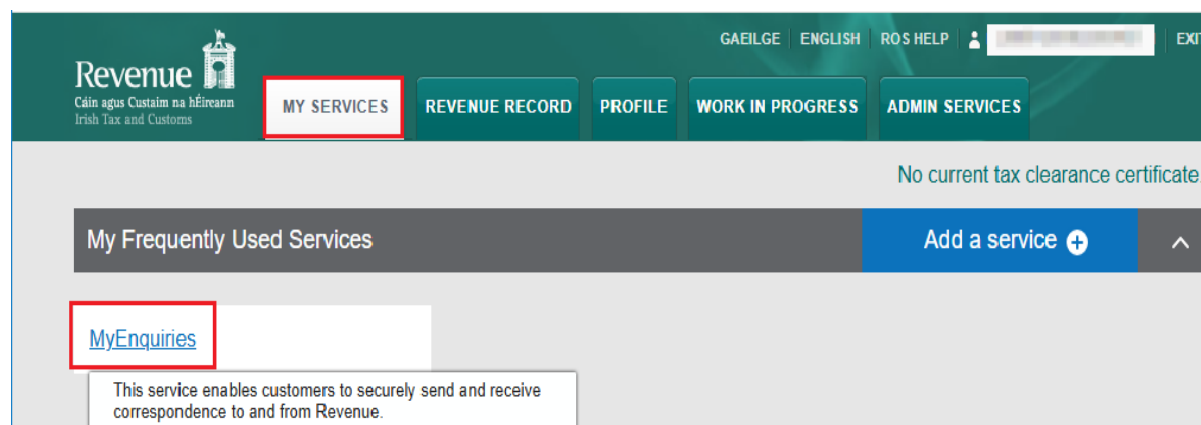 GAEILGE ENGLISH ROS HELP EXIT
Revenue
Cáin agus Custaim na hÉireann
Irish Tax and Customs
MY SERVICES REVENUE RECORD PROFILE WORK IN PROGRESS ADMIN SERVICES
No current tax clearance certificate
My Frequently Used Services Add a service
MyEnquiries
This service enables customers to securely send and receive
correspondence to and from Revenue.